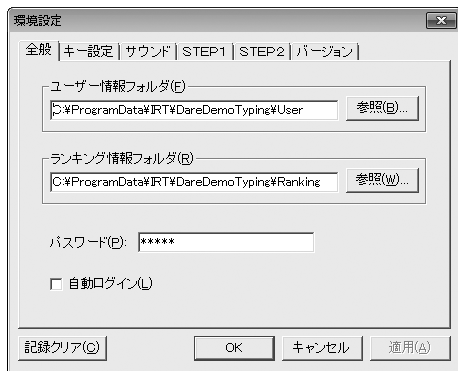 環境設定
全般 キー設定 サウンド STEP1 STEP2 バージョン
ユーザー情報フォルダ(F)
C:¥ProgramData¥IRT¥DareDemoTyping¥User 参照(B)...
ランキング情報フォルダ(R)
C:¥ProgramData¥IRT¥DareDemoTyping¥Ranking 参照(W)...
パスワード(P): *****
自動ログイン(L)
記録クリア(C) OK キャンセル 適用(A)